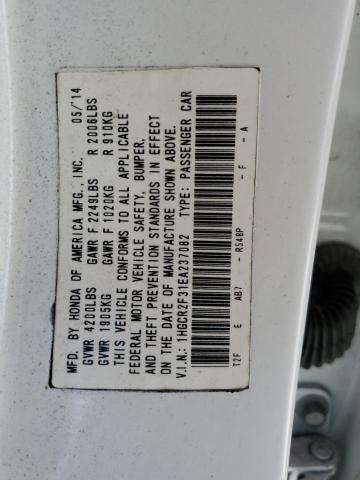 MFD. BY HONDA OF AMERICA MFG., INC. 05/14
GVWR 4200LBS GAWR F 2249LBS R 2006LBS
GVWR 1905KG GAWR F 1020KG R 910KG
THIS VEHICLE CONFORMS TO ALL APPLICABLE
FEDERAL MOTOR VEHICLE SAFETY, BUMPER,
AND THEFT PREVENTION STANDARDS IN EFFECT
ON THE DATE OF MANUFACTURE SHOWN ABOVE.
V.I.N.: 1HGCR2F31EA237082 TYPE: PASSENGER CAR
T2F E AB7 - R548P - F - A